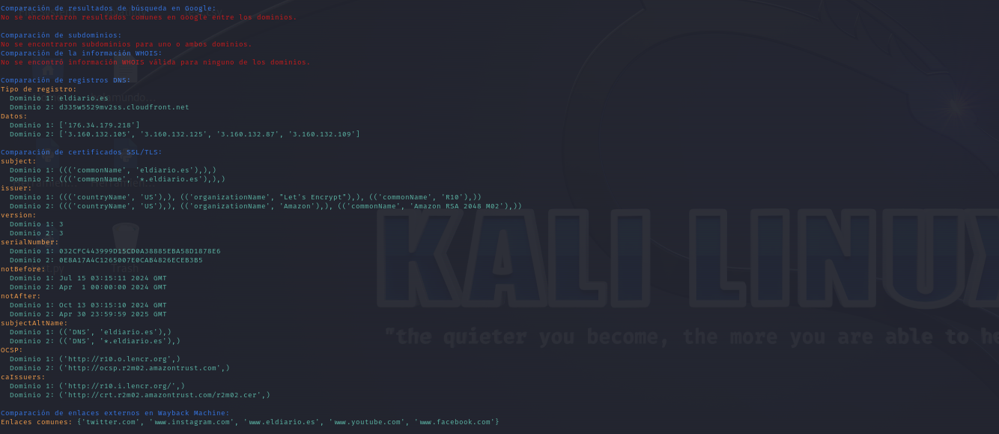 Comparación de resultados de búsqueda en Google:
No se encontraron resultados comunes en Google entre los dominios.
Comparación de subdominios:
No se encontraron subdominios para uno o ambos dominios.
Comparación de la información WHOIS:
No se encontró información WHOIS válida para ninguno de los dominios.
Comparación de registros DNS:
Tipo de registro:
Dominio 1: eldiario.es
Dominio 2: d335w5529mv2ss.cloudfront.net
Datos:
Dominio 1: ['176.34.179.218']
Dominio 2: ['3.160.132.105', '3.160.132.125', '3.160.132.87', '3.160.132.109']
Comparación de certificados SSL/TLS:
subject:
Dominio 1: ((('commonName', 'eldiario.es'),),)
Dominio 2: ((('commonName', '*.eldiario.es'),),)
issuer:
Dominio 1: ((('countryName', 'US'),), (('organizationName', "Let's Encrypt"),), (('commonName', 'R10'),))
Dominio 2: ((('countryName', 'US'),), (('organizationName', 'Amazon'),), (('commonName', 'Amazon RSA 2048 M02'),))
version:
Dominio 1: 3
Dominio 2: 3
serialNumber:
Dominio 1: 032CFC443999D15CD0A38885EBA58D1878E6
Dominio 2: 0E8A17A4C1265007E0CAB4826ECEB3B5
notBefore:
Dominio 1: Jul 15 03:15:11 2024 GMT
Dominio 2: Apr  1 00:00:00 2024 GMT
notAfter:
Dominio 1: Oct 13 03:15:10 2024 GMT
Dominio 2: Apr 30 23:59:59 2025 GMT
subjectAltName:
Dominio 1: (('DNS', 'eldiario.es'),)
Dominio 2: (('DNS', '*.eldiario.es'),)
OCSP:
Dominio 1: ('http://r10.o.lencr.org',)
Dominio 2: ('http://ocsp.r2m02.amazontrust.com',)
caIssuers:
Dominio 1: ('http://r10.i.lencr.org/',)
Dominio 2: ('http://crt.r2m02.amazontrust.com/r2m02.cer',)
Comparación de enlaces externos en Wayback Machine:
Enlaces comunes: {'twitter.com', 'www.instagram.com', 'www.eldiario.es', 'www.youtube.com', 'www.facebook.com'}
Trash
KALI LINUX
"the quieter you become, the more you are able to he